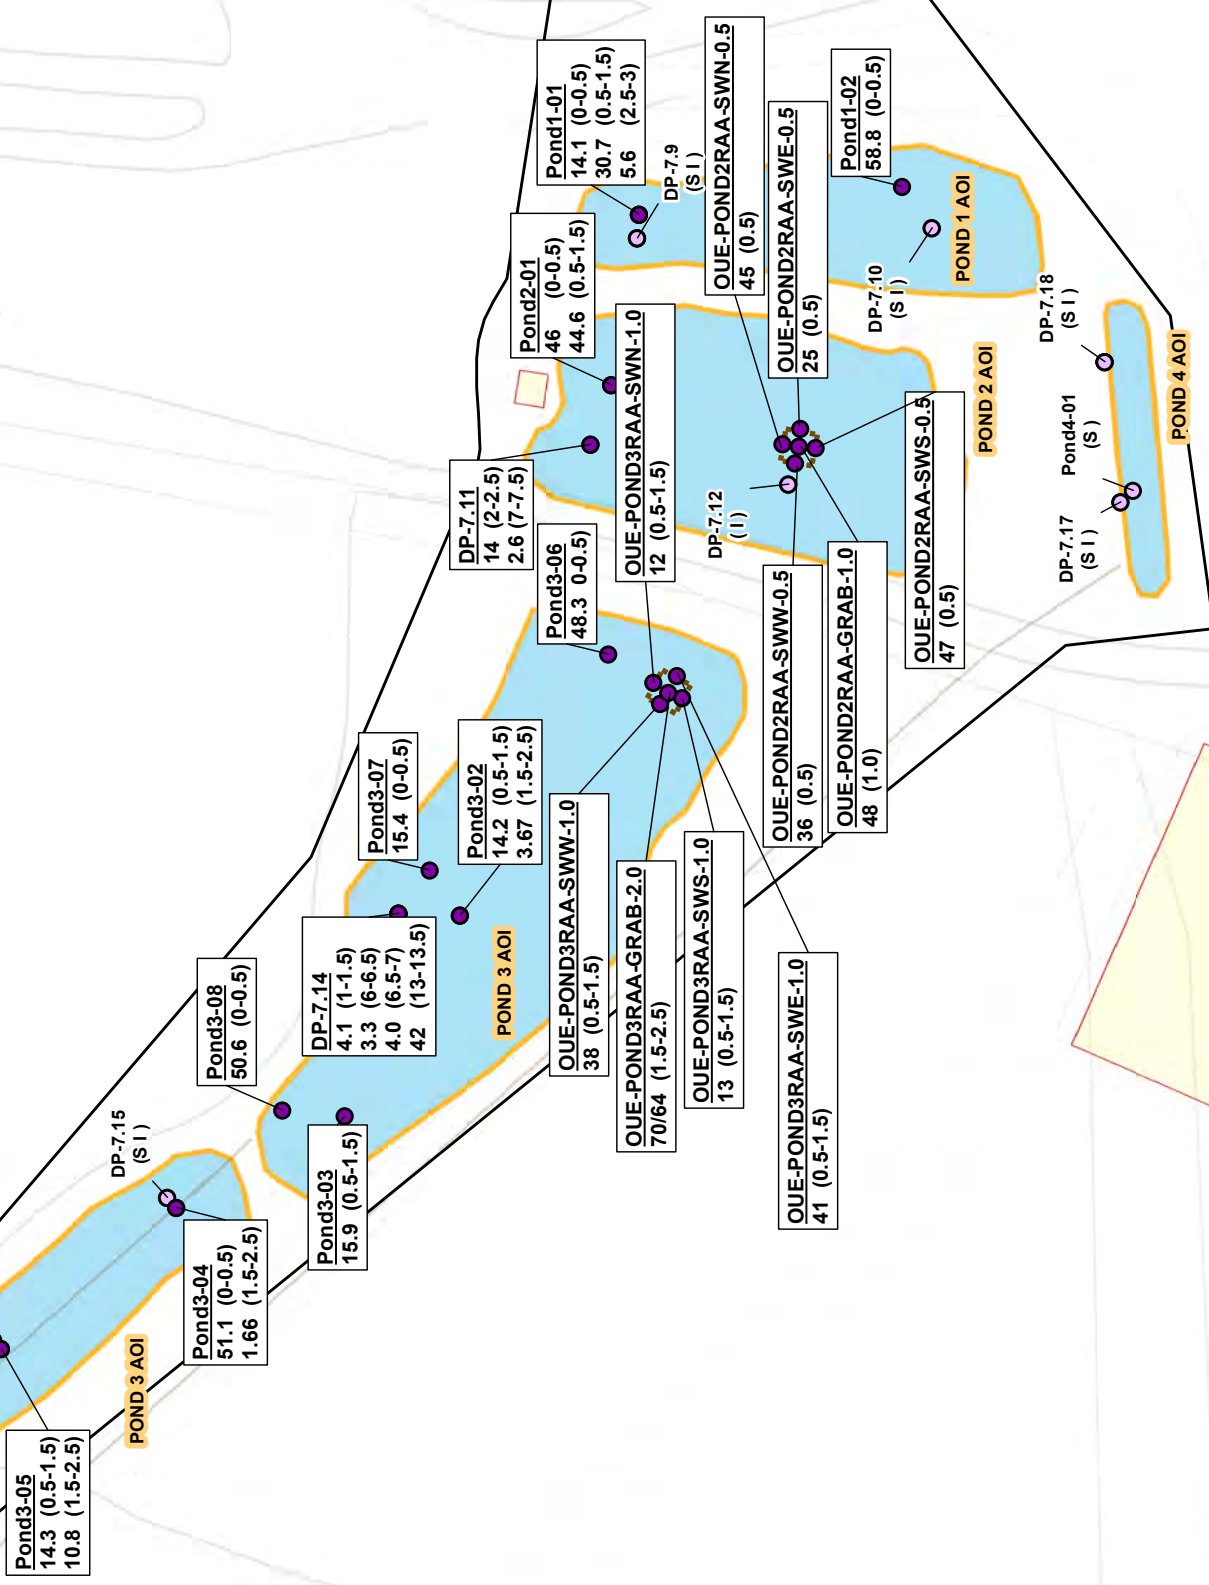 Pond3-05
14.3 (0.5-1.5)
10.8 (1.5-2.5)
POND 3 AOI
Pond3-04
51.1 (0-0.5)
1.66 (1.5-2.5)
DP-7.15
(S I)
Pond3-08
50.6 (0-0.5)
Pond3-03
15.9 (0.5-1.5)
DP-7.14
4.1 (1-1.5)
3.3 (6-6.5)
4.0 (6.5-7)
42 (13-13.5)
Pond3-07
15.4 (0-0.5)
Pond3-02
14.2 (0.5-1.5)
3.67 (1.5-2.5)
POND 3 AOI
OUE-POND3RAA-SWW-1.0
38 (0.5-1.5)
OUE-POND3RAA-GRAB-2.0
70/64 (1.5-2.5)
OUE-POND3RAA-SWS-1.0
13 (0.5-1.5)
OUE-POND3RAA-SWE-1.0
41 (0.5-1.5)
Pond3-06
48.3 0-0.5)
OUE-POND3RAA-SWN-1.0
12 (0.5-1.5)
DP-7.11
14 (2-2.5)
2.6 (7-7.5)
Pond2-01
46 (0-0.5)
44.6 (0.5-1.5)
DP-7.12
(I)
OUE-POND2RAA-SWW-0.5
36 (0.5)
OUE-POND2RAA-GRAB-1.0
48 (1.0)
OUE-POND2RAA-SWS-0.5
47 (0.5)
OUE-POND2RAA-SWN-0.5
45 (0.5)
OUE-POND2RAA-SWE-0.5
25 (0.5)
POND 2 AOI
Pond1-01
14.1 (0-0.5)
30.7 (0.5-1.5)
5.6 (2.5-3)
DP-7.9
(S I)
Pond1-02
58.8 (0-0.5)
DP-7.10
(S I)
POND 1 AOI
DP-7.18
(S I)
Pond4-01
(S)
DP-7.17
(S I)
POND 4 AOI